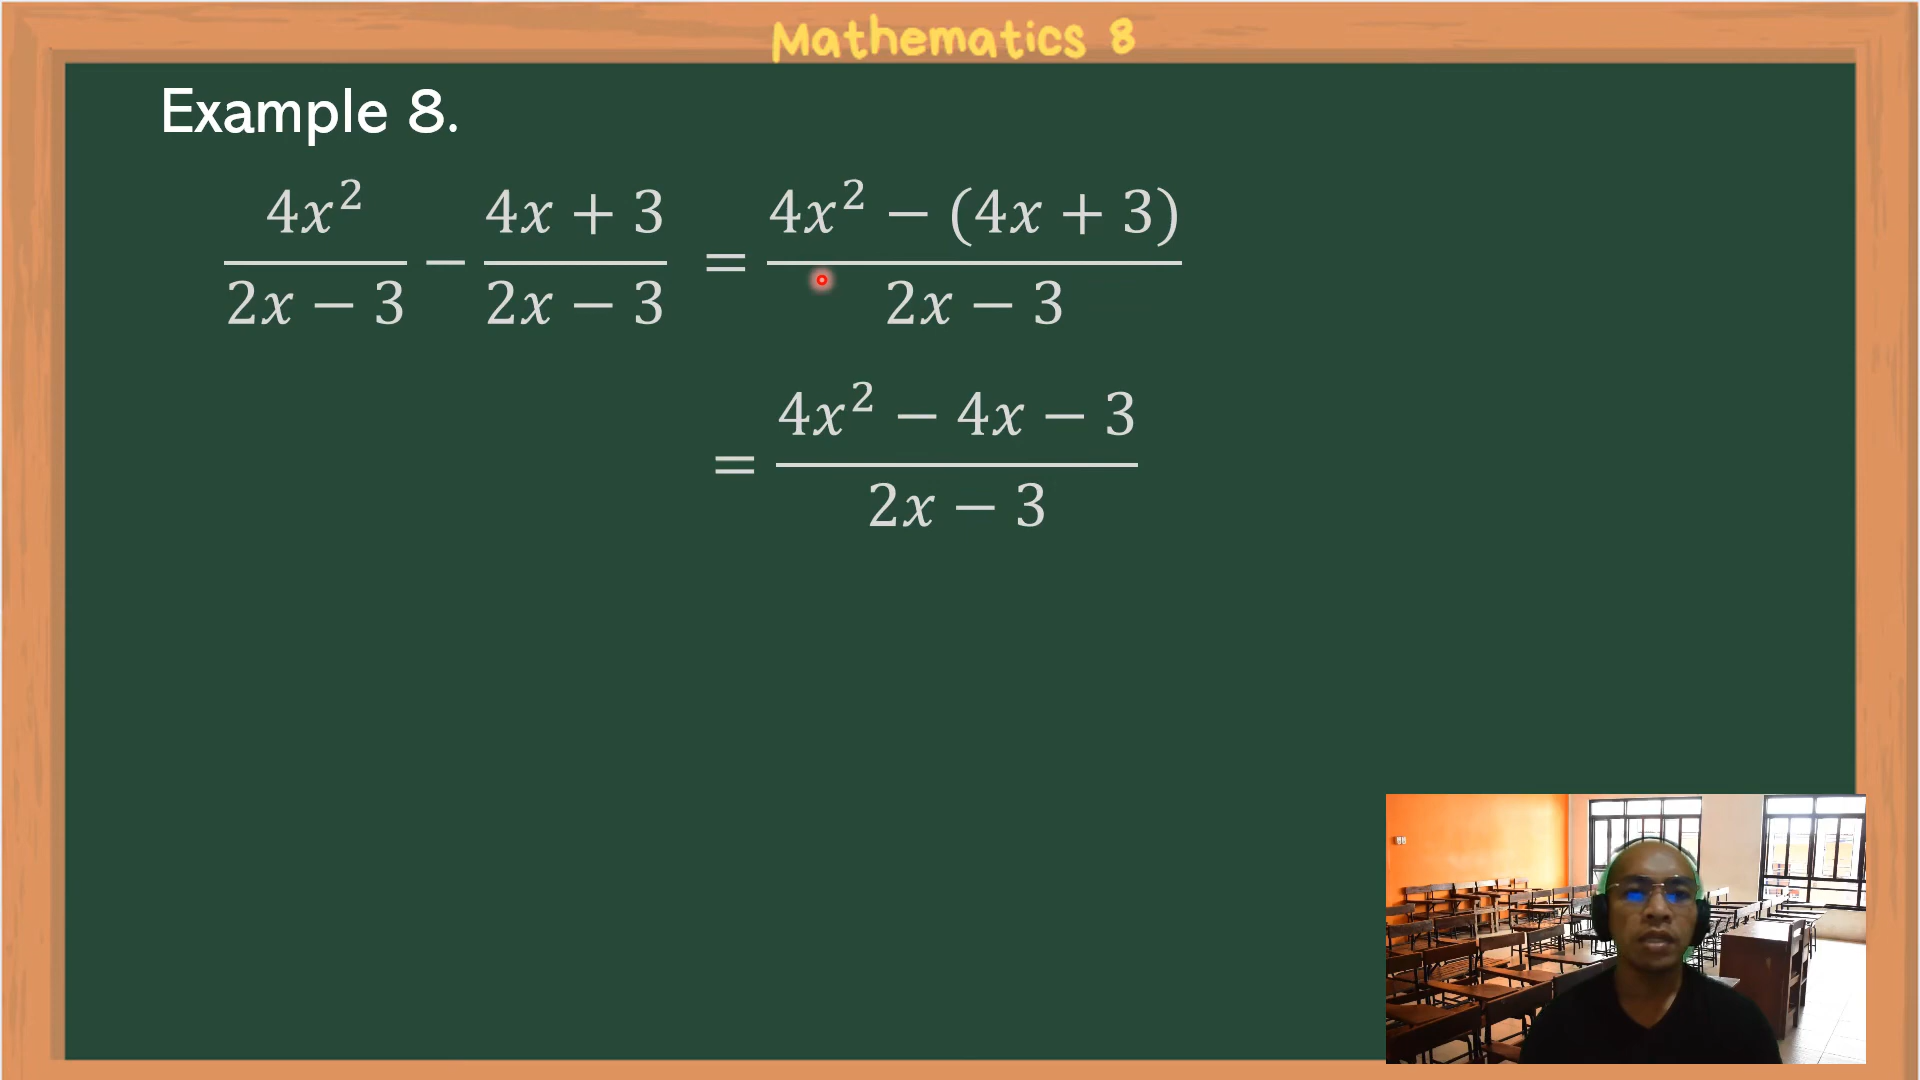 Mathematics 8
Example 8.
4x²/(2x − 3) − (4x + 3)/(2x − 3) = (4x² − (4x + 3))/(2x − 3)
= (4x² − 4x − 3)/(2x − 3)